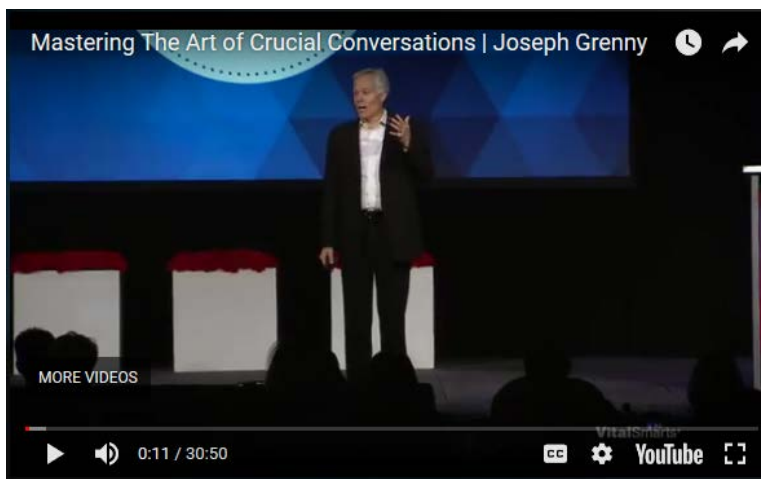 Mastering The Art of Crucial Conversations | Joseph Grenny
MORE VIDEOS
VitalSmarts
0:11 / 30:50
CC
YouTube